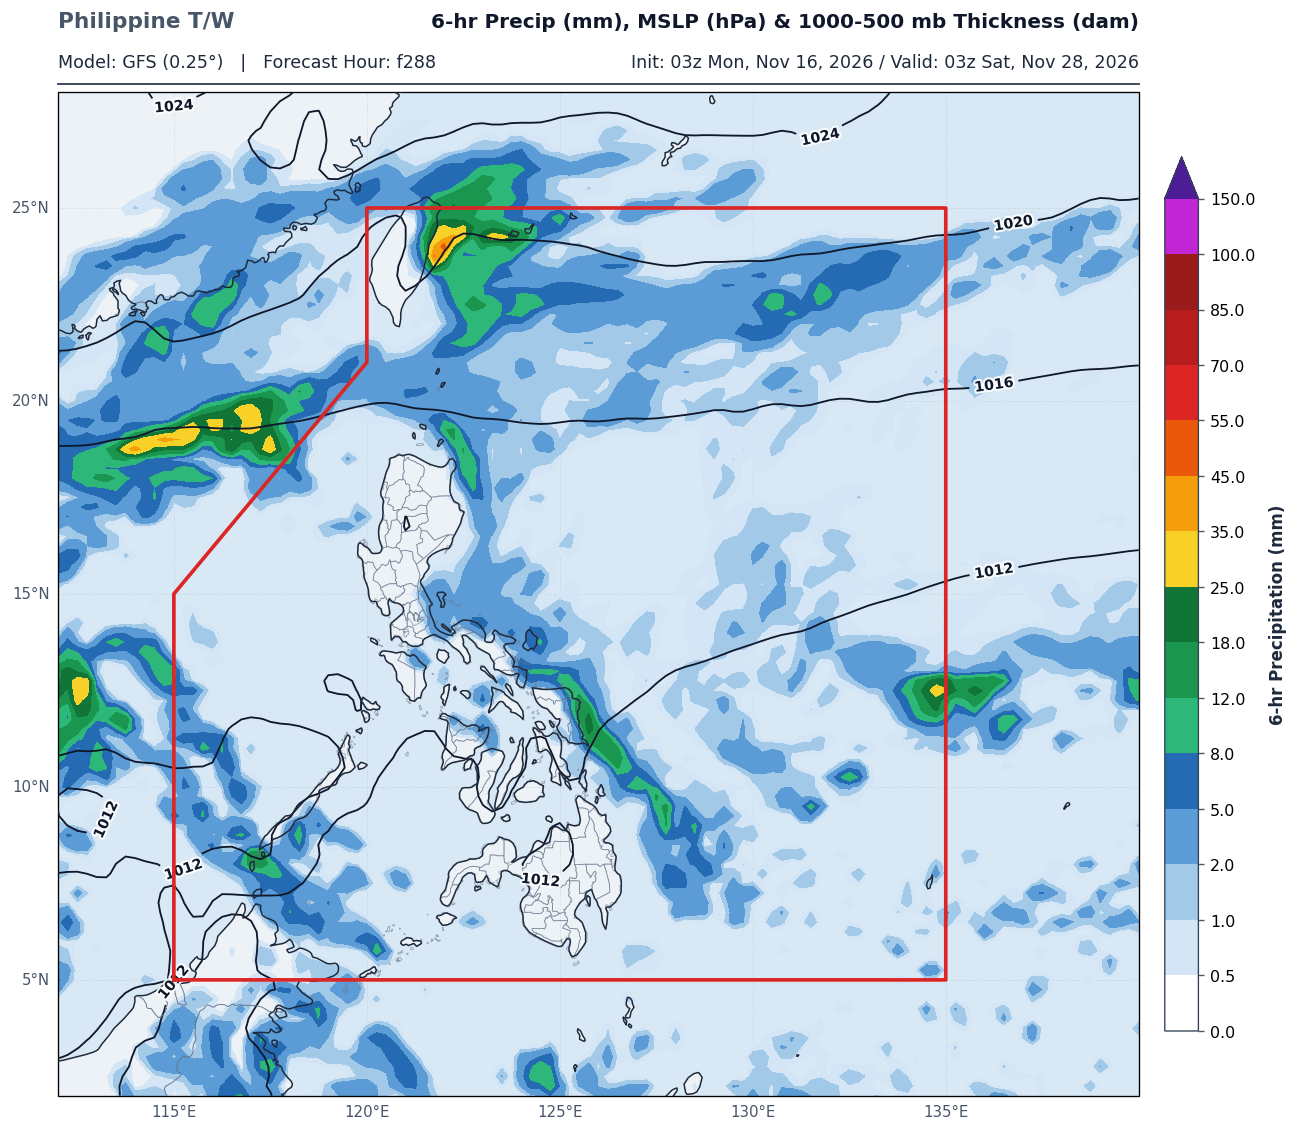 Philippine T/W
6-hr Precip (mm), MSLP (hPa) & 1000-500 mb Thickness (dam)
Model: GFS (0.25°) | Forecast Hour: f288
Init: 03z Mon, Nov 16, 2026 / Valid: 03z Sat, Nov 28, 2026
1024
1024
1020
1016
1012
1012
1012
1012
1012
25°N
20°N
15°N
10°N
5°N
115°E
120°E
125°E
130°E
135°E
150.0
100.0
85.0
70.0
55.0
45.0
35.0
25.0
18.0
12.0
8.0
5.0
2.0
1.0
0.5
0.0
6-hr Precipitation (mm)